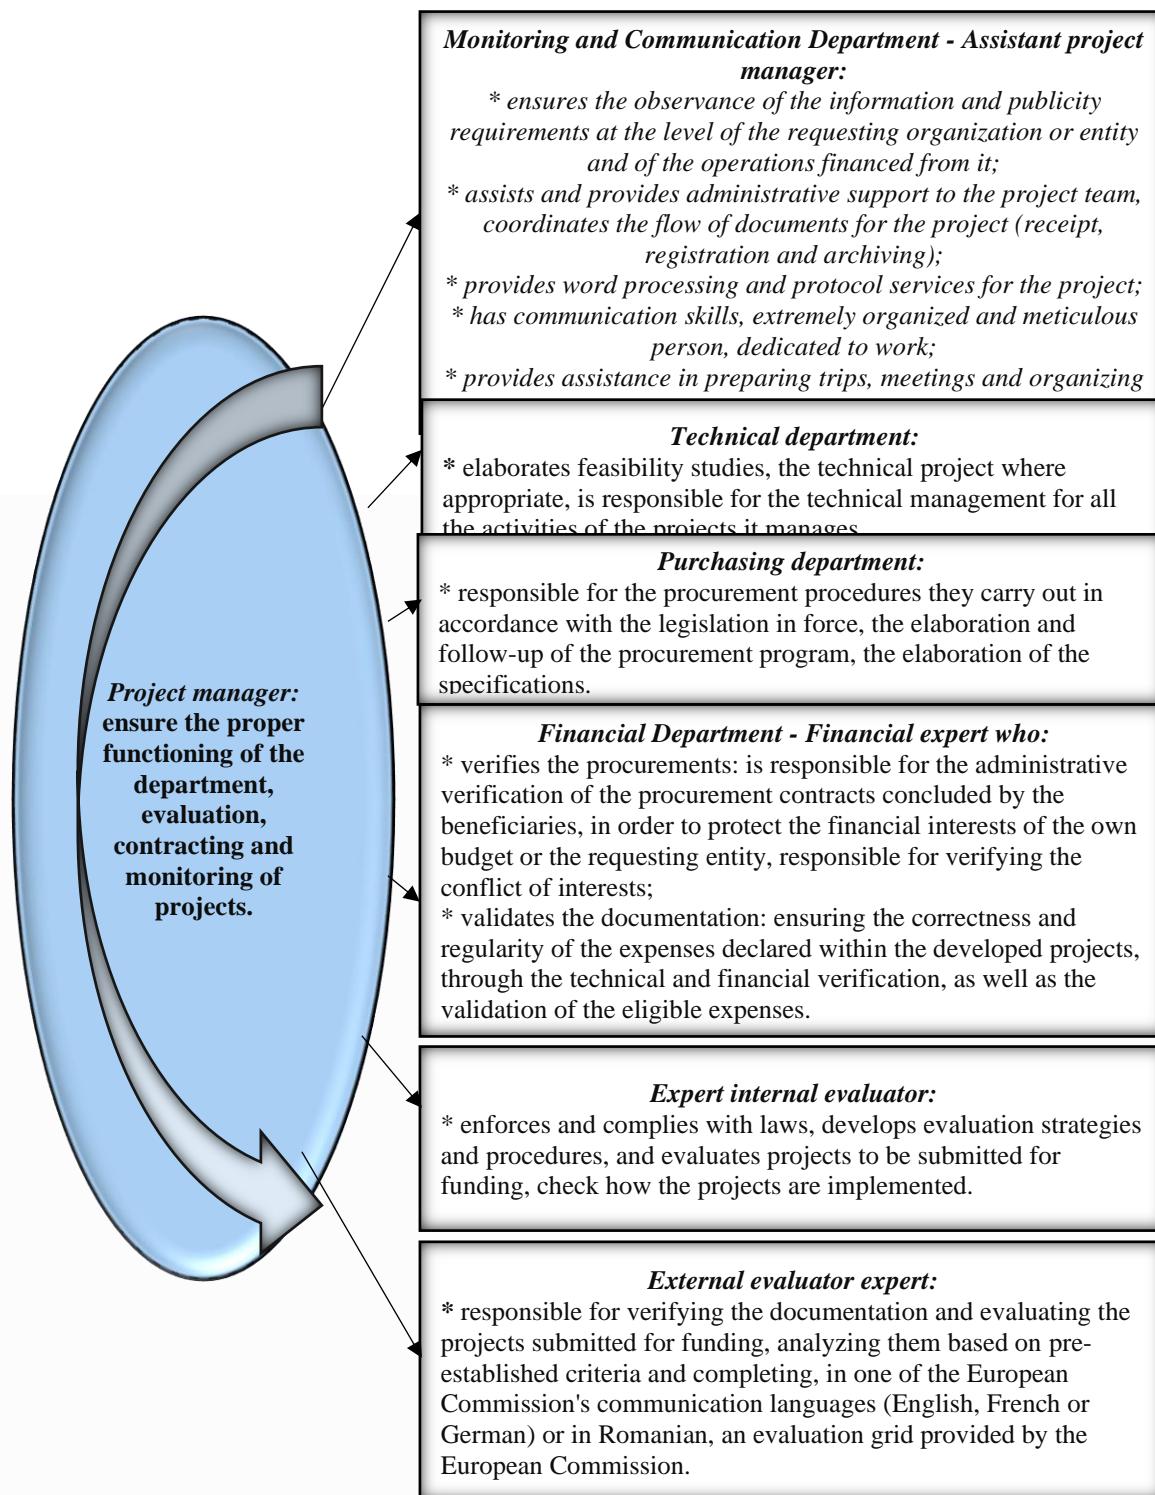 Monitoring and Communication Department - Assistant project
manager:
* ensures the observance of the information and publicity
requirements at the level of the requesting organization or entity
and of the operations financed from it;
* assists and provides administrative support to the project team,
coordinates the flow of documents for the project (receipt,
registration and archiving);
* provides word processing and protocol services for the project;
* has communication skills, extremely organized and meticulous
person, dedicated to work;
* provides assistance in preparing trips, meetings and organizing
Technical department:
* elaborates feasibility studies, the technical project where
appropriate, is responsible for the technical management for all
the activities of the projects it manages
Purchasing department:
* responsible for the procurement procedures they carry out in
accordance with the legislation in force, the elaboration and
follow-up of the procurement program, the elaboration of the
specifications.
Project manager:
ensure the proper
functioning of the
department,
evaluation,
contracting and
monitoring of
projects.
Financial Department - Financial expert who:
* verifies the procurements: is responsible for the administrative
verification of the procurement contracts concluded by the
beneficiaries, in order to protect the financial interests of the own
budget or the requesting entity, responsible for verifying the
conflict of interests;
* validates the documentation: ensuring the correctness and
regularity of the expenses declared within the developed projects,
through the technical and financial verification, as well as the
validation of the eligible expenses.
Expert internal evaluator:
* enforces and complies with laws, develops evaluation strategies
and procedures, and evaluates projects to be submitted for
funding, check how the projects are implemented.
External evaluator expert:
* responsible for verifying the documentation and evaluating the
projects submitted for funding, analyzing them based on pre-
established criteria and completing, in one of the European
Commission's communication languages (English, French or
German) or in Romanian, an evaluation grid provided by the
European Commission.